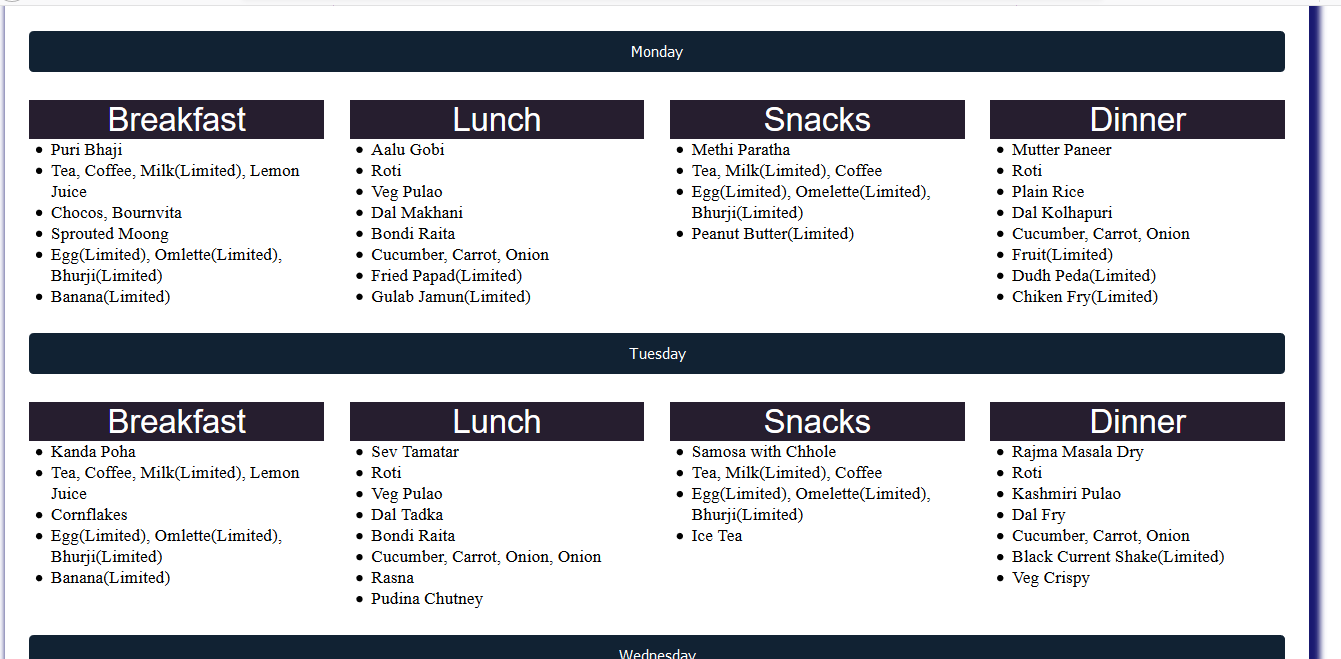 Monday
Breakfast
Puri Bhaji
Tea, Coffee, Milk(Limited), Lemon
Juice
Chocos, Bournvita
Sprouted Moong
Egg(Limited), Omlette(Limited),
Bhurji(Limited)
Banana(Limited)
Lunch
Aalu Gobi
Roti
Veg Pulao
Dal Makhani
Bondi Raita
Cucumber, Carrot, Onion
Fried Papad(Limited)
Gulab Jamun(Limited)
Snacks
Methi Paratha
Tea, Milk(Limited), Coffee
Egg(Limited), Omelette(Limited),
Bhurji(Limited)
Peanut Butter(Limited)
Dinner
Mutter Paneer
Roti
Plain Rice
Dal Kolhapuri
Cucumber, Carrot, Onion
Fruit(Limited)
Dudh Peda(Limited)
Chiken Fry(Limited)
Tuesday
Breakfast
Kanda Poha
Tea, Coffee, Milk(Limited), Lemon
Juice
Cornflakes
Egg(Limited), Omlette(Limited),
Bhurji(Limited)
Banana(Limited)
Lunch
Sev Tamatar
Roti
Veg Pulao
Dal Tadka
Bondi Raita
Cucumber, Carrot, Onion, Onion
Rasna
Pudina Chutney
Snacks
Samosa with Chhole
Tea, Milk(Limited), Coffee
Egg(Limited), Omelette(Limited),
Bhurji(Limited)
Ice Tea
Dinner
Rajma Masala Dry
Roti
Kashmiri Pulao
Dal Fry
Cucumber, Carrot, Onion
Black Current Shake(Limited)
Veg Crispy
Wednesday